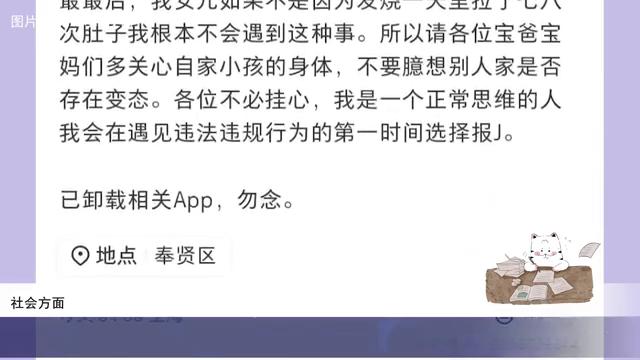 图片
最最后，我女儿如果不是因为发烧一天里拉了七八
次肚子我根本不会遇到这种事。所以请各位宝爸宝
妈们多关心自家小孩的身体，不要臆想别人家是否
存在变态。各位不必挂心，我是一个正常思维的人
我会在遇见违法违规行为的第一时间选择报J。
已卸载相关App，勿念。
地点 奉贤区
社会方面